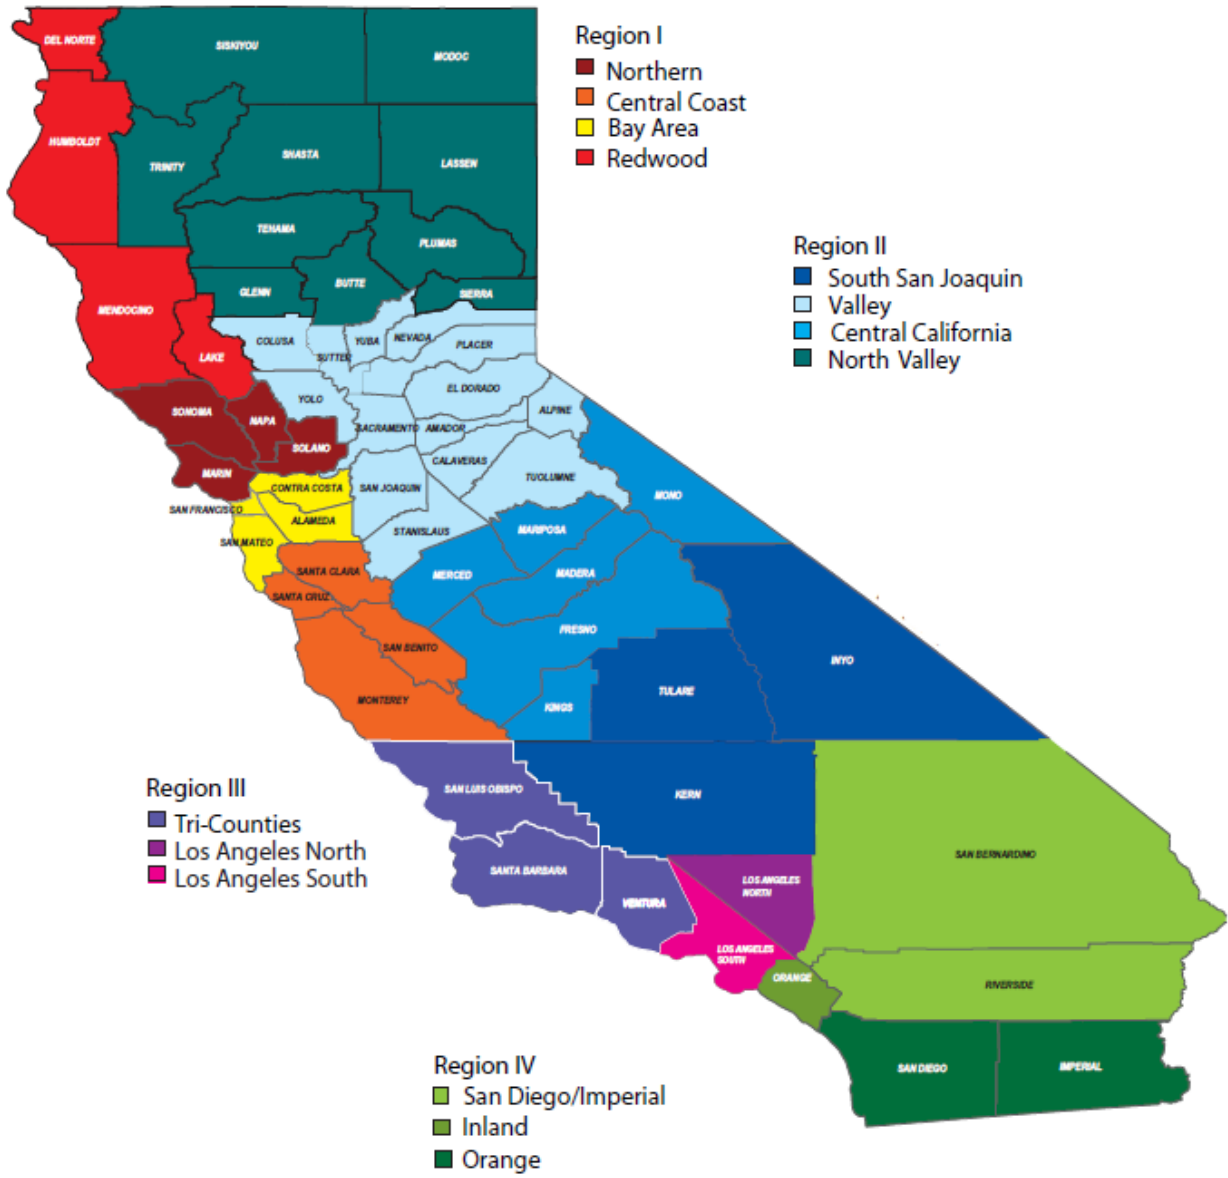 DEL NORTE
SISKIYOU
MODOC
HUMBOLDT
TRINITY
SHASTA
LASSEN
TEHAMA
PLUMAS
GLENN
BUTTE
SIERRA
MENDOCINO
LAKE
COLUSA
SUTTER
YUBA
NEVADA
PLACER
EL DORADO
YOLO
ALPINE
SONOMA
NAPA
SACRAMENTO
AMADOR
SOLANO
CALAVERAS
MARIN
CONTRA COSTA
SAN JOAQUIN
TUOLUMNE
MONO
SAN FRANCISCO
ALAMEDA
STANISLAUS
MARIPOSA
SAN MATEO
SANTA CLARA
MERCED
MADERA
SANTA CRUZ
FRESNO
SAN BENITO
INYO
MONTEREY
KINGS
TULARE
SAN LUIS OBISPO
KERN
SAN BERNARDINO
SANTA BARBARA
VENTURA
LOS ANGELES
NORTH
LOS ANGELES
SOUTH
ORANGE
RIVERSIDE
SAN DIEGO
IMPERIAL
Region I
Northern
Central Coast
Bay Area
Redwood
Region II
South San Joaquin
Valley
Central California
North Valley
Region III
Tri-Counties
Los Angeles North
Los Angeles South
Region IV
San Diego/Imperial
Inland
Orange